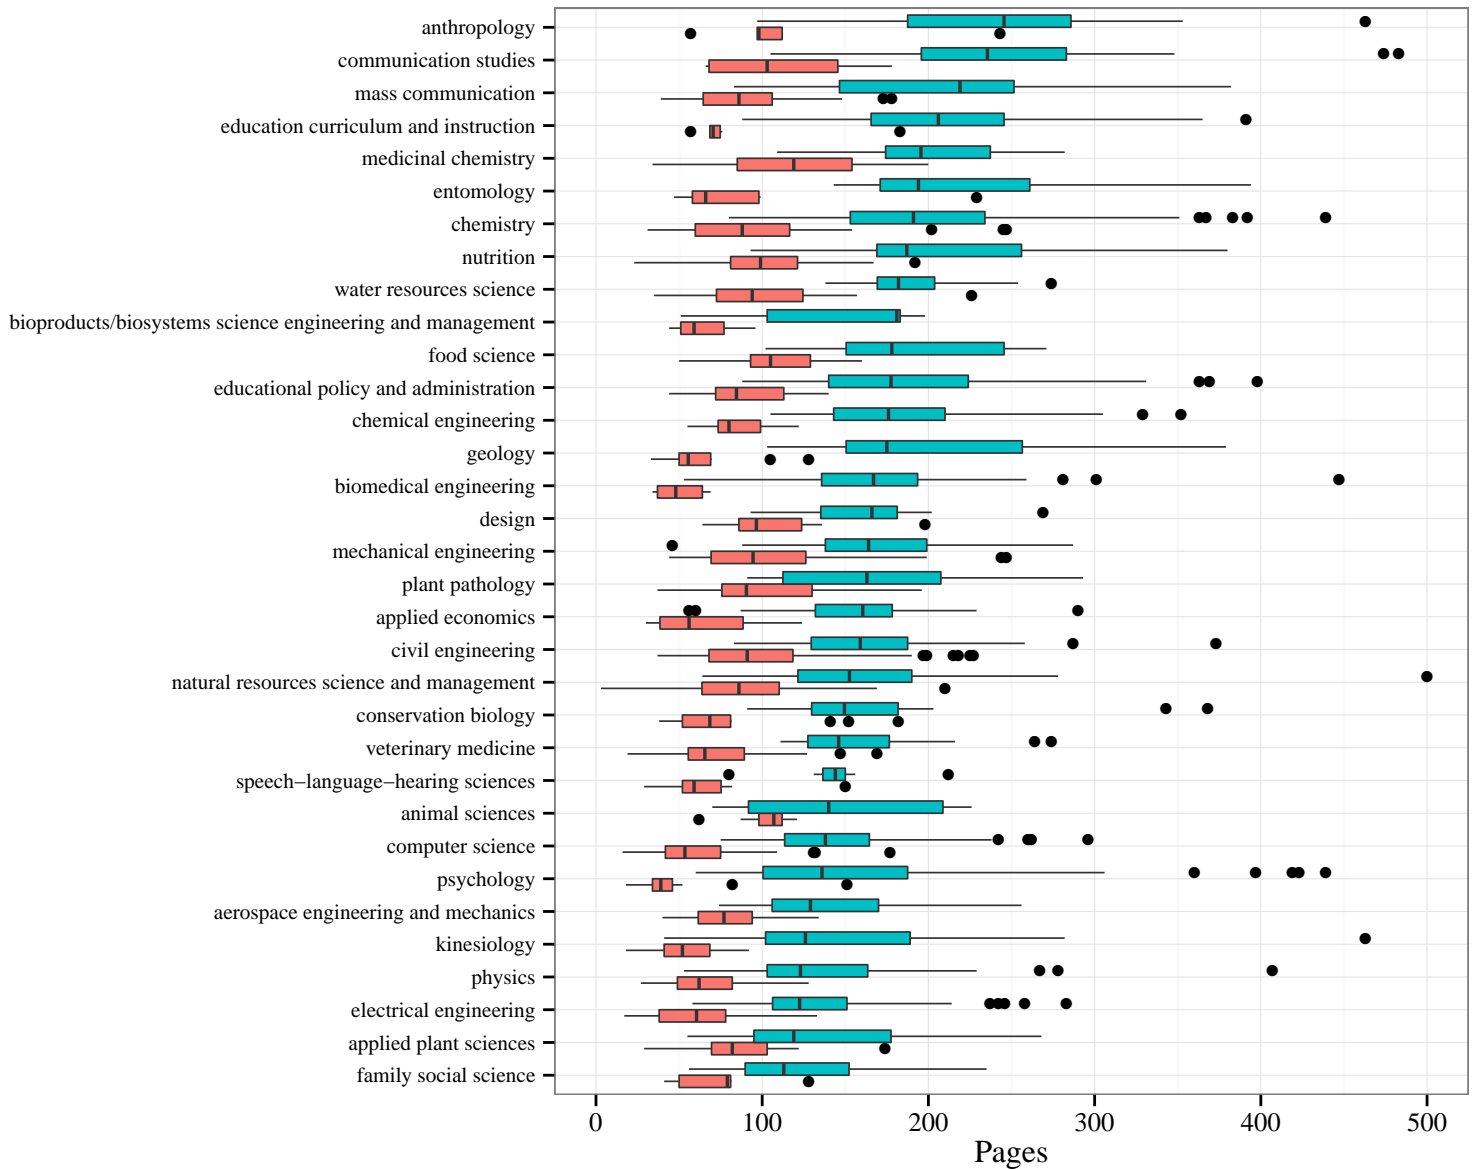 anthropology
communication studies
mass communication
education curriculum and instruction
medicinal chemistry
entomology
chemistry
nutrition
water resources science
bioproducts/biosystems science engineering and management
food science
educational policy and administration
chemical engineering
geology
biomedical engineering
design
mechanical engineering
plant pathology
applied economics
civil engineering
natural resources science and management
conservation biology
veterinary medicine
speech−language−hearing sciences
animal sciences
computer science
psychology
aerospace engineering and mechanics
kinesiology
physics
electrical engineering
applied plant sciences
family social science
0 100 200 300 400 500
Pages